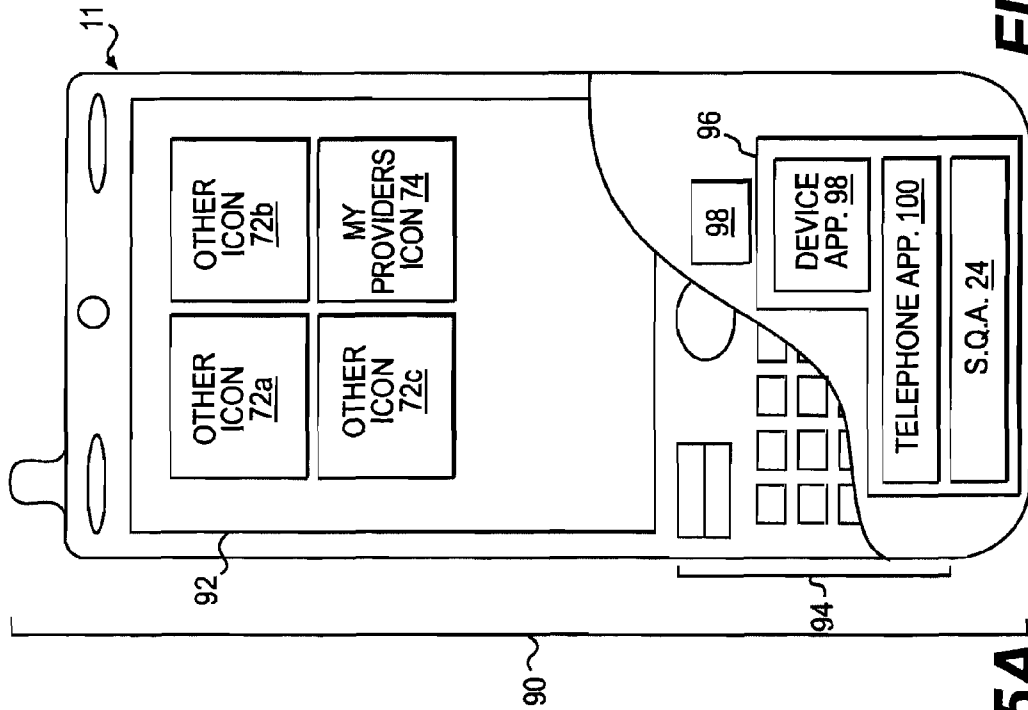 11
OTHER
ICON
72a
OTHER
ICON
72b
OTHER
ICON
72c
MY
PROVIDERS
ICON 74
92
98
96
DEVICE
APP. 98
TELEPHONE APP. 100
S.Q.A. 24
94
90
5A